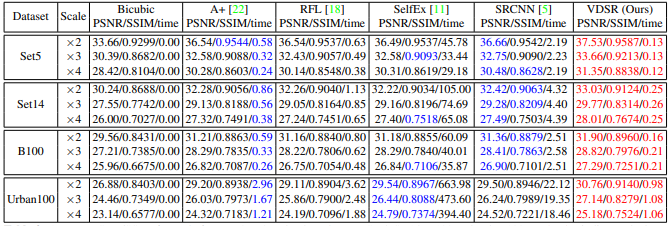 Dataset Scale Bicubic A+ [22] RFL [18] SelfEx [11] SRCNN [5] VDSR (Ours)
PSNR/SSIM/time PSNR/SSIM/time PSNR/SSIM/time PSNR/SSIM/time PSNR/SSIM/time PSNR/SSIM/time
Set5 ×2 33.66/0.9299/0.00 36.54/0.9544/0.58 36.54/0.9537/0.63 36.49/0.9537/45.78 36.66/0.9542/2.19 37.53/0.9587/0.13
×3 30.39/0.8682/0.00 32.58/0.9088/0.32 32.43/0.9057/0.49 32.58/0.9093/33.44 32.75/0.9090/2.23 33.66/0.9213/0.13
×4 28.42/0.8104/0.00 30.28/0.8603/0.24 30.14/0.8548/0.38 30.31/0.8619/29.18 30.48/0.8628/2.19 31.35/0.8838/0.12
Set14 ×2 30.24/0.8688/0.00 32.28/0.9056/0.86 32.26/0.9040/1.13 32.22/0.9034/105.00 32.42/0.9063/4.32 33.03/0.9124/0.25
×3 27.55/0.7742/0.00 29.13/0.8188/0.56 29.05/0.8164/0.85 29.16/0.8196/74.69 29.28/0.8209/4.40 29.77/0.8314/0.26
×4 26.00/0.7027/0.00 27.32/0.7491/0.38 27.24/0.7451/0.65 27.40/0.7518/65.08 27.49/0.7503/4.39 28.01/0.7674/0.25
B100 ×2 29.56/0.8431/0.00 31.21/0.8863/0.59 31.16/0.8840/0.80 31.18/0.8855/60.09 31.36/0.8879/2.51 31.90/0.8960/0.16
×3 27.21/0.7385/0.00 28.29/0.7835/0.33 28.22/0.7806/0.62 28.29/0.7840/40.01 28.41/0.7863/2.58 28.82/0.7976/0.21
×4 25.96/0.6675/0.00 26.82/0.7087/0.26 26.75/0.7054/0.48 26.84/0.7106/35.87 26.90/0.7101/2.51 27.29/0.7251/0.21
Urban100 ×2 26.88/0.8403/0.00 29.20/0.8938/2.96 29.11/0.8904/3.62 29.54/0.8967/663.98 29.50/0.8946/22.12 30.76/0.9140/0.98
×3 24.46/0.7349/0.00 26.03/0.7973/1.67 25.86/0.7900/2.48 26.44/0.8088/473.60 26.24/0.7989/19.35 27.14/0.8279/1.08
×4 23.14/0.6577/0.00 24.32/0.7183/1.21 24.19/0.7096/1.88 24.79/0.7374/394.40 24.52/0.7221/18.46 25.18/0.7524/1.06